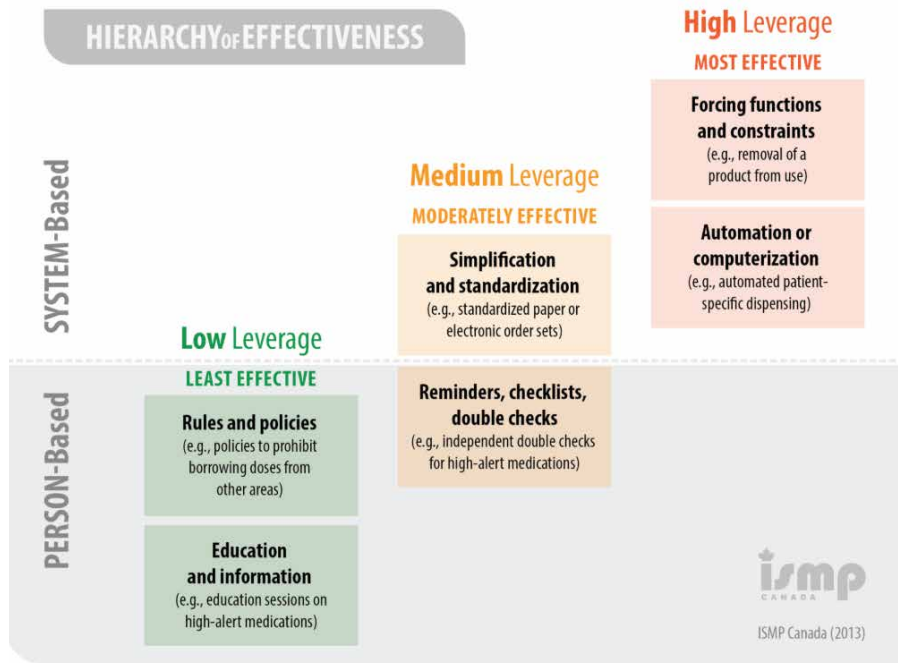 HIERARCHY OF EFFECTIVENESS
High Leverage
MOST EFFECTIVE
Forcing functions
and constraints
(e.g., removal of a
product from use)
Automation or
computerization
(e.g., automated patient-
specific dispensing)
SYSTEM-Based
Medium Leverage
MODERATELY EFFECTIVE
Simplification
and standardization
(e.g., standardized paper or
electronic order sets)
Reminders, checklists,
double checks
(e.g., independent double checks
for high-alert medications)
Low Leverage
LEAST EFFECTIVE
Rules and policies
(e.g., policies to prohibit
borrowing doses from
other areas)
Education
and information
(e.g., education sessions on
high-alert medications)
PERSON-Based
ismp
CANADA
ISMP Canada (2013)